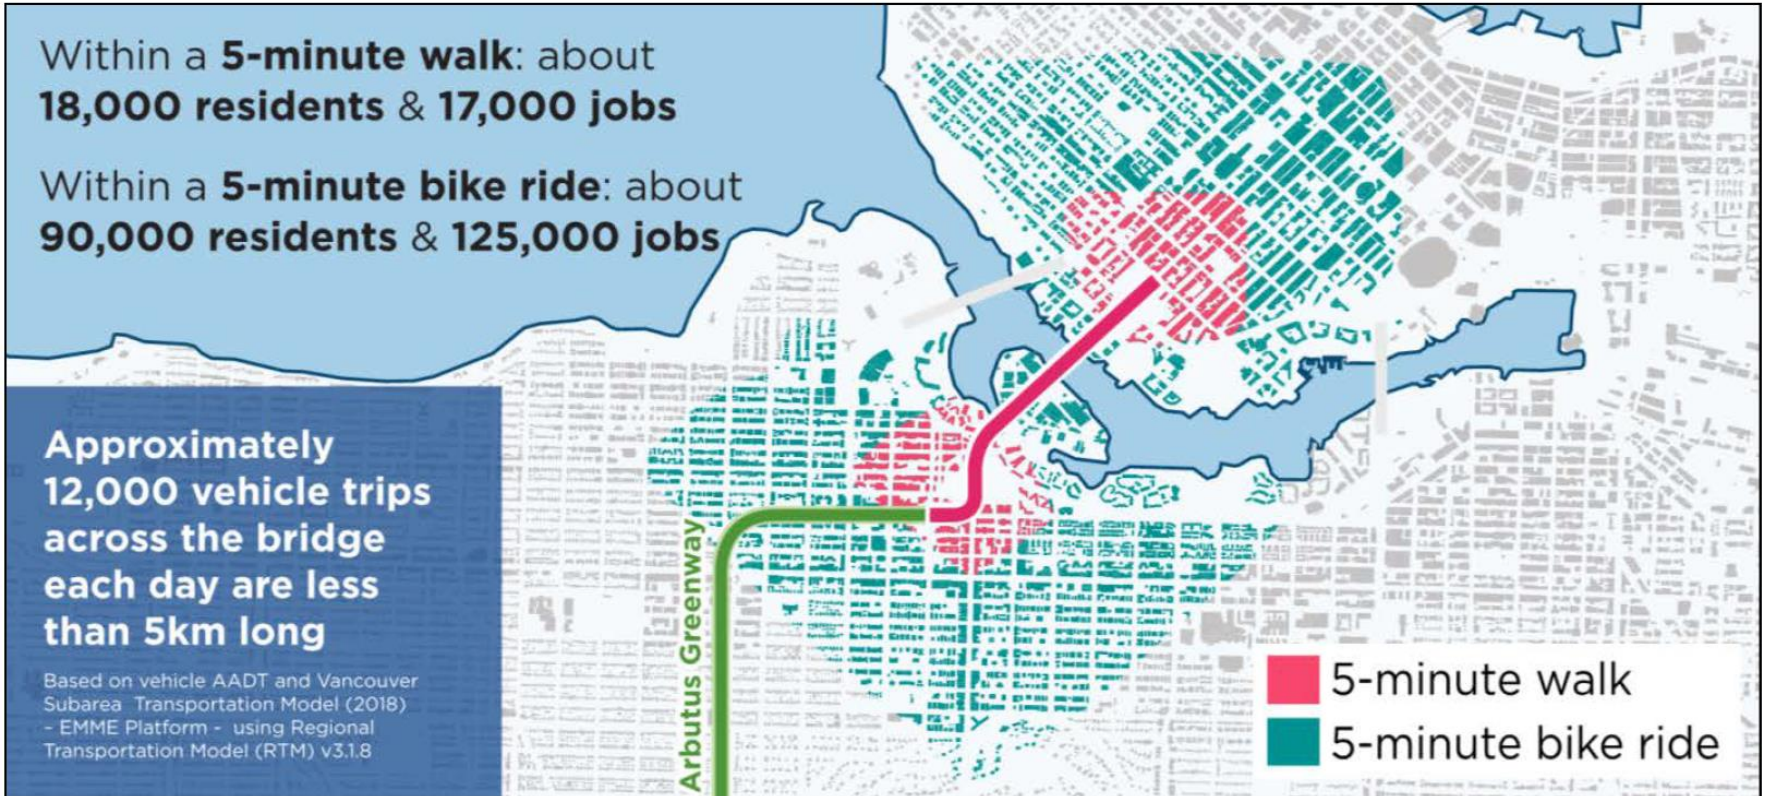 Within a 5-minute walk: about
18,000 residents & 17,000 jobs
Within a 5-minute bike ride: about
90,000 residents & 125,000 jobs
Approximately
12,000 vehicle trips
across the bridge
each day are less
than 5km long
Based on vehicle AADT and Vancouver
Subarea Transportation Model (2018)
- EMME Platform - using Regional
Transportation Model (RTM) v3.1.8
Arbutus Greenway
5-minute walk
5-minute bike ride